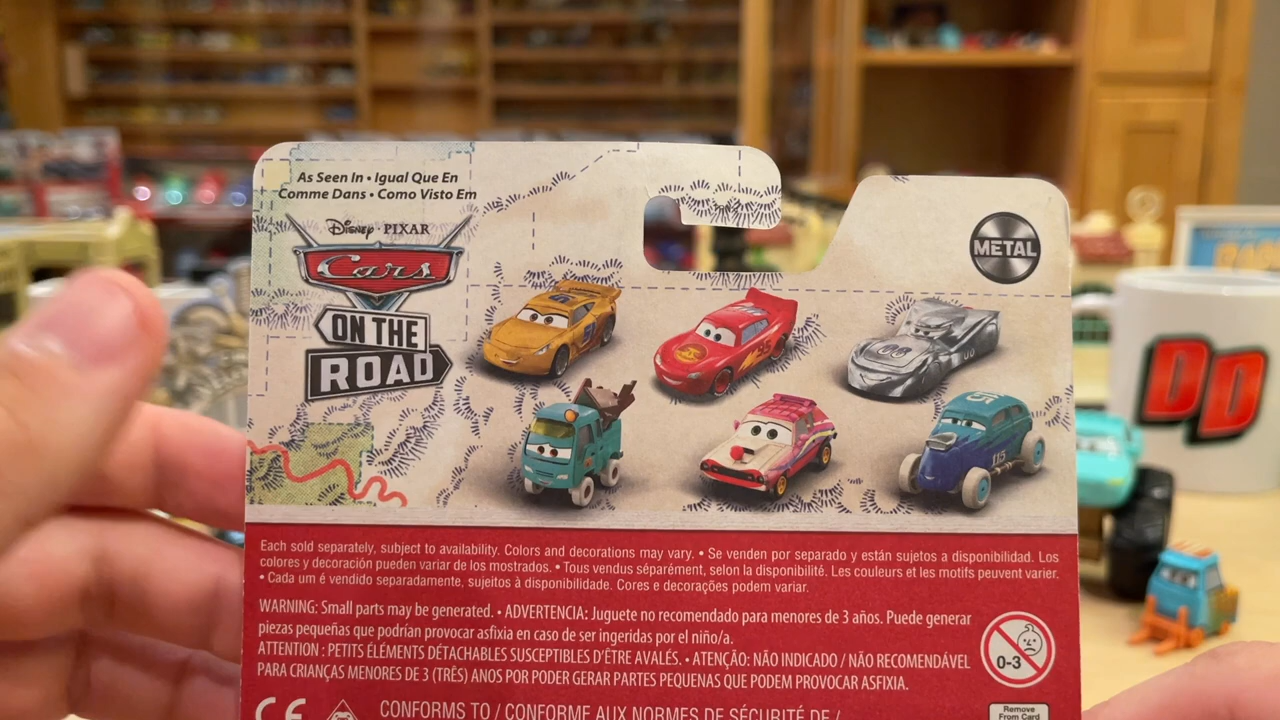 As Seen In • Igual Que En
Comme Dans • Como Visto Em
Disney • PIXAR
Cars
ON THE
ROAD
METAL
95
115
DD
Each sold separately, subject to availability. Colors and decorations may vary. • Se venden por separado y están sujetos a disponibilidad. Los
colores y decoración pueden variar de los mostrados. • Tous vendus séparément, selon la disponibilité. Les couleurs et les motifs peuvent varier.
• Cada um é vendido separadamente, sujeitos à disponibilidade. Cores e decorações podem variar.
WARNING: Small parts may be generated. • ADVERTENCIA: Juguete no recomendado para menores de 3 años. Puede generar
piezas pequeñas que podrían provocar asfixia en caso de ser ingeridas por el niño/a.
ATTENTION : PETITS ÉLÉMENTS DÉTACHABLES SUSCEPTIBLES D'ÊTRE AVALÉS. • ATENÇÃO: NÃO INDICADO / NÃO RECOMENDÁVEL
PARA CRIANÇAS MENORES DE 3 (TRÊS) ANOS POR PODER GERAR PARTES PEQUENAS QUE PODEM PROVOCAR ASFIXIA.
0-3
CE
CONFORMS TO / CONFORME AUX NORMES DE SÉCURITÉ DE /
Remove
From Card